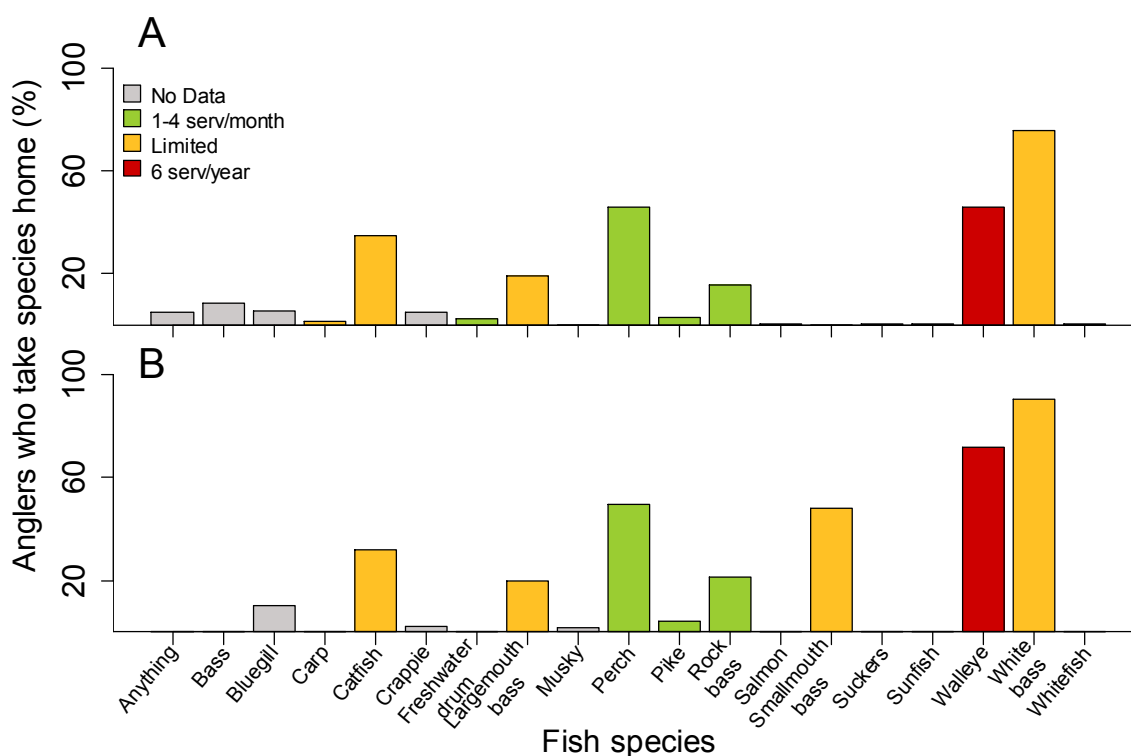 A
Anglers who take species home (%)
100
60
20
No Data
1-4 serv/month
Limited
6 serv/year
B
100
60
20
Anything
Bass
Bluegill
Carp
Catfish
Crappie
Freshwater
drum
Largemouth
bass
Musky
Perch
Pike
Rock
bass
Salmon
Smallmouth
bass
Suckers
Sunfish
Walleye
White
bass
Whitefish
Fish species